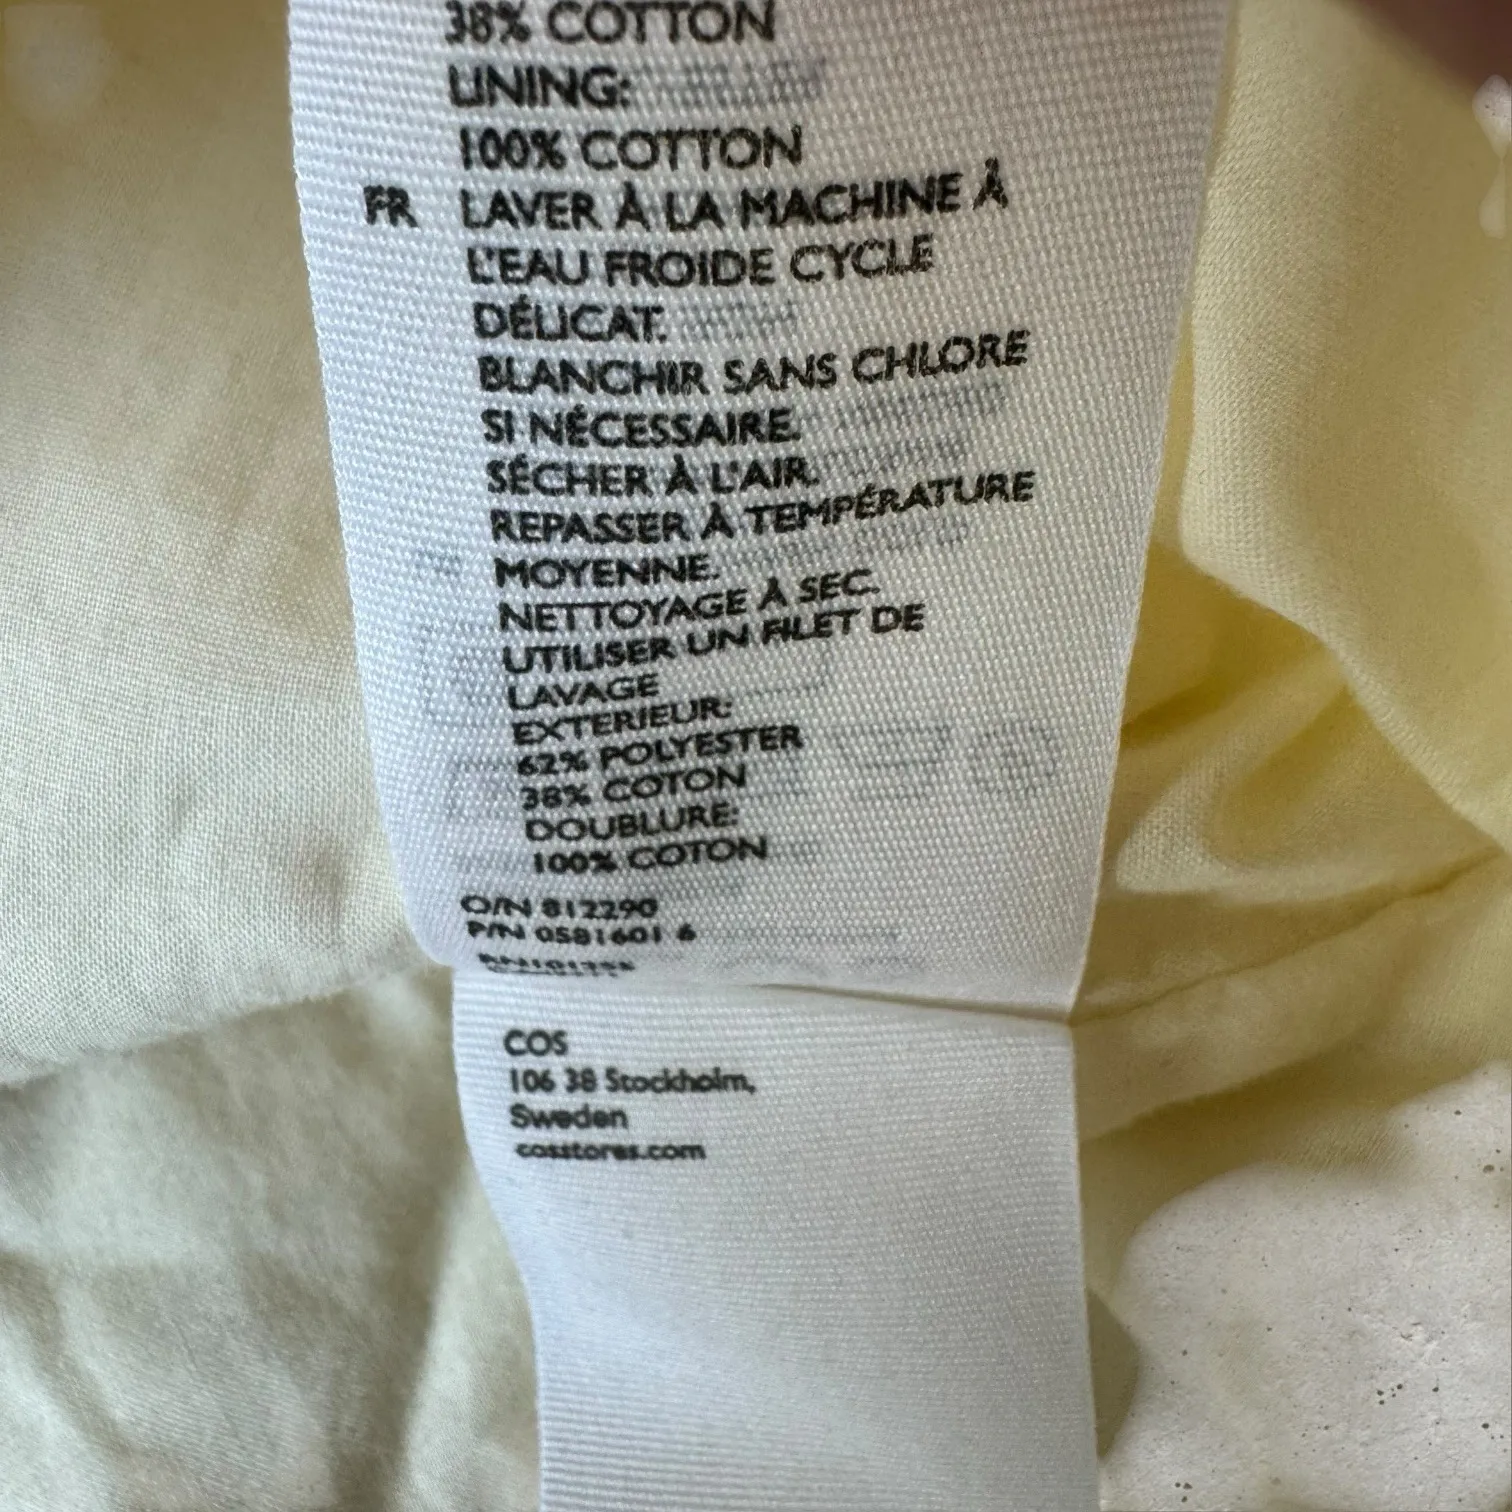 38% COTTON
LINING:
100% COTTON
FR LAVER À LA MACHINE À
L'EAU FROIDE CYCLE
DÉLICAT.
BLANCHIR SANS CHLORE
SI NÉCESSAIRE.
SÉCHER À L'AIR.
REPASSER À TEMPÉRATURE
MOYENNE.
NETTOYAGE À SEC.
UTILISER UN FILET DE
LAVAGE
EXTERIEUR:
62% POLYESTER
38% COTON
DOUBLURE:
100% COTON
O/N 812290
P/N 0581601 6
COS
106 38 Stockholm,
Sweden
cosstores.com